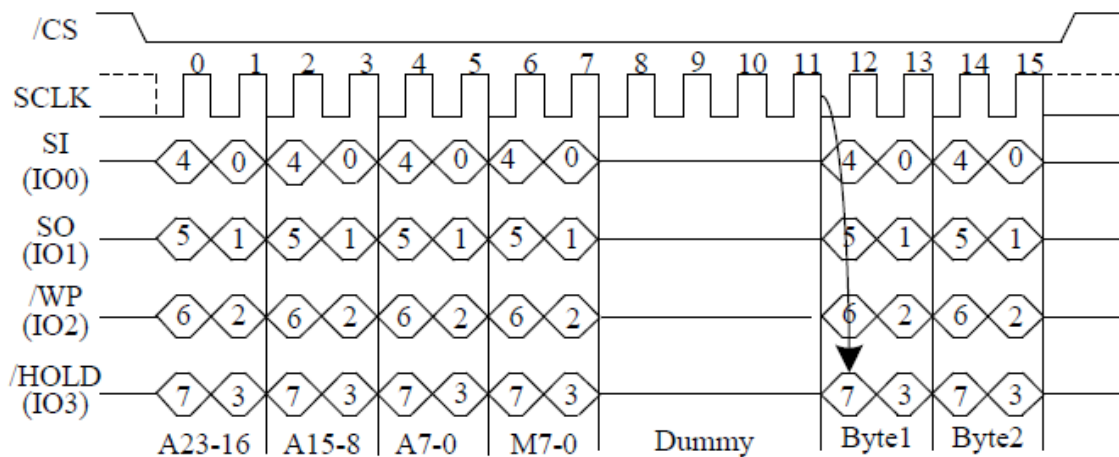 /CS
0 1 2 3 4 5 6 7 8 9 10 11 12 13 14 15
SCLK
SI
(IO0)
4 0 4 0 4 0 4 0 4 0 4 0
SO
(IO1)
5 1 5 1 5 1 5 1 5 1 5 1
/WP
(IO2)
6 2 6 2 6 2 6 2 6 2 6 2
/HOLD
(IO3)
7 3 7 3 7 3 7 3 7 3 7 3
A23-16 A15-8 A7-0 M7-0 Dummy Byte1 Byte2